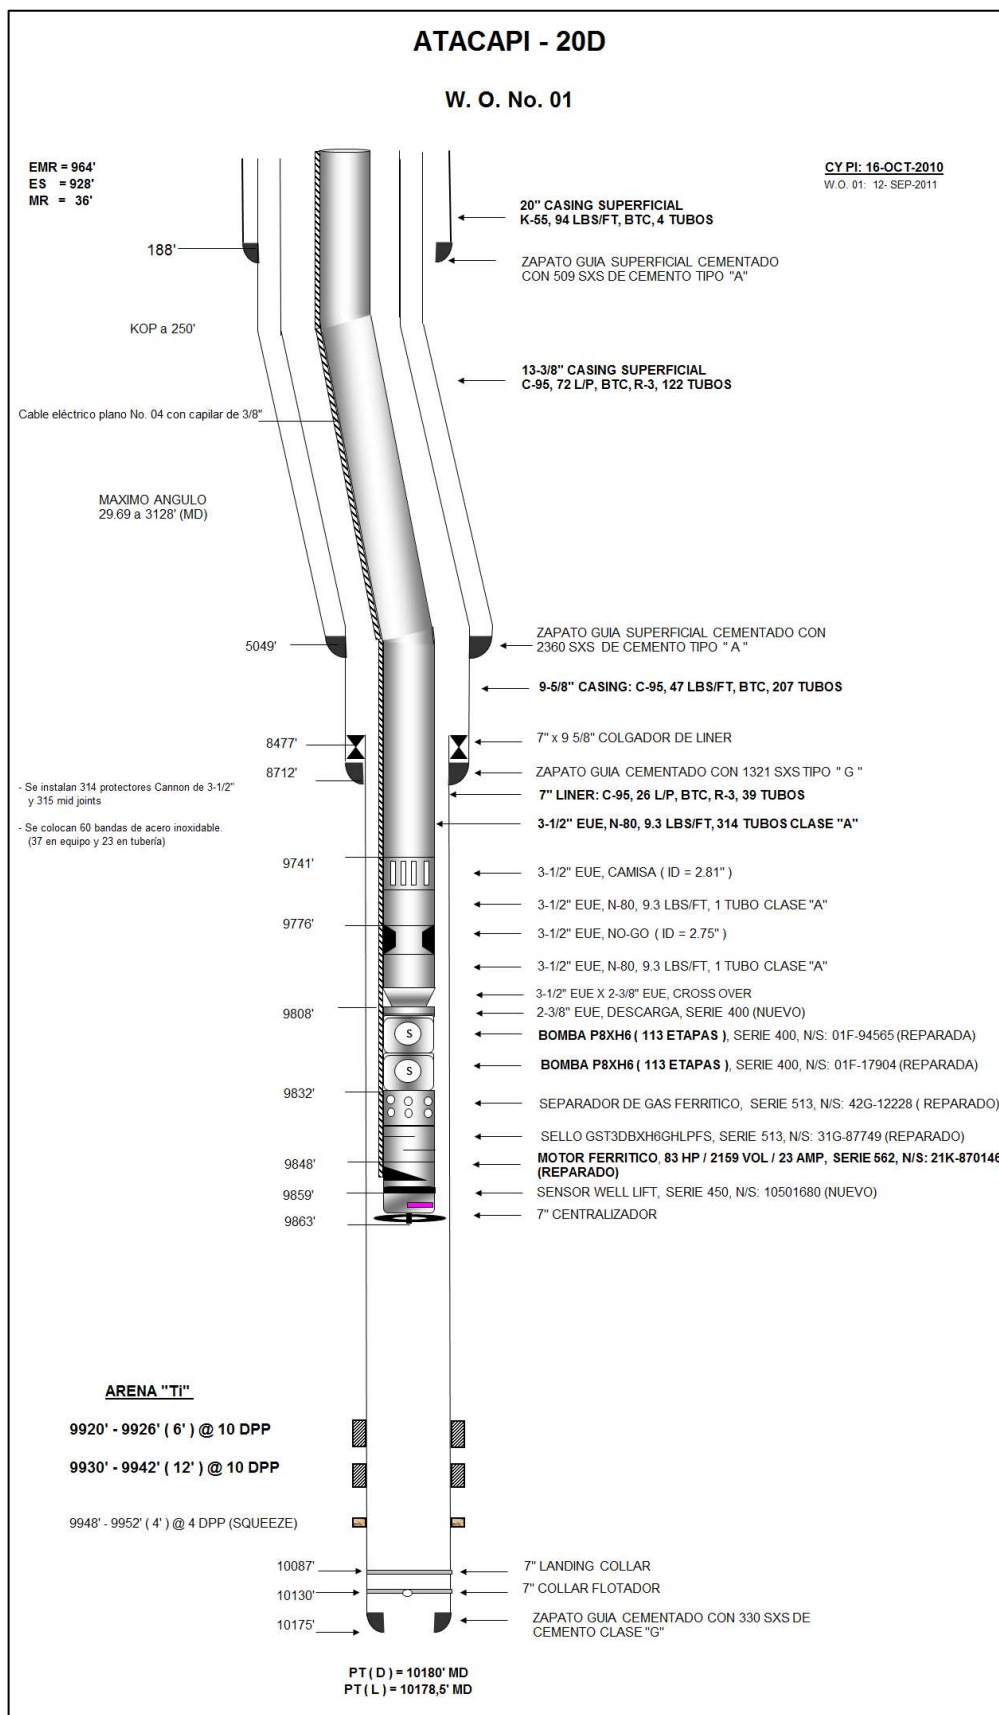 ATACAPI - 20D
W. O. No. 01
EMR = 964'
ES = 928'
MR = 36'
CY PI: 16-OCT-2010
W.O. 01: 12- SEP-2011
20" CASING SUPERFICIAL
K-55, 94 LBS/FT, BTC, 4 TUBOS
188'
ZAPATO GUIA SUPERFICIAL CEMENTADO
CON 509 SXS DE CEMENTO TIPO "A"
KOP a 250'
13-3/8" CASING SUPERFICIAL
C-95, 72 L/P, BTC, R-3, 122 TUBOS
Cable eléctrico plano No. 04 con capilar de 3/8"
MAXIMO ANGULO
29.69 a 3128' (MD)
5049'
ZAPATO GUIA SUPERFICIAL CEMENTADO CON
2360 SXS DE CEMENTO TIPO " A "
9-5/8" CASING: C-95, 47 LBS/FT, BTC, 207 TUBOS
8477'
7" x 9 5/8" COLGADOR DE LINER
8712'
ZAPATO GUIA CEMENTADO CON 1321 SXS TIPO " G "
- Se instalan 314 protectores Cannon de 3-1/2"
y 315 mid joints
7" LINER: C-95, 26 L/P, BTC, R-3, 39 TUBOS
- Se colocan 60 bandas de acero inoxidable.
(37 en equipo y 23 en tubería)
3-1/2" EUE, N-80, 9.3 LBS/FT, 314 TUBOS CLASE "A"
9741'
3-1/2" EUE, CAMISA ( ID = 2.81" )
3-1/2" EUE, N-80, 9.3 LBS/FT, 1 TUBO CLASE "A"
9776'
3-1/2" EUE, NO-GO ( ID = 2.75" )
3-1/2" EUE, N-80, 9.3 LBS/FT, 1 TUBO CLASE "A"
3-1/2" EUE X 2-3/8" EUE, CROSS OVER
9808'
2-3/8" EUE, DESCARGA, SERIE 400 (NUEVO)
S
BOMBA P8XH6 ( 113 ETAPAS ), SERIE 400, N/S: 01F-94565 (REPARADA)
S
BOMBA P8XH6 ( 113 ETAPAS ), SERIE 400, N/S: 01F-17904 (REPARADA)
9832'
SEPARADOR DE GAS FERRITICO, SERIE 513, N/S: 42G-12228 ( REPARADO)
SELLO GST3DBXH6GHLPFS, SERIE 513, N/S: 31G-87749 (REPARADO)
9848'
MOTOR FERRITICO, 83 HP / 2159 VOL / 23 AMP, SERIE 562, N/S: 21K-870146
(REPARADO)
9859'
SENSOR WELL LIFT, SERIE 450, N/S: 10501680 (NUEVO)
9863'
7" CENTRALIZADOR
ARENA "Ti"
9920' - 9926' ( 6' ) @ 10 DPP
9930' - 9942' ( 12' ) @ 10 DPP
9948' - 9952' ( 4' ) @ 4 DPP (SQUEEZE)
10087'
7" LANDING COLLAR
10130'
7" COLLAR FLOTADOR
10175'
ZAPATO GUIA CEMENTADO CON 330 SXS DE
CEMENTO CLASE "G"
PT ( D ) = 10180' MD
PT ( L ) = 10178,5' MD